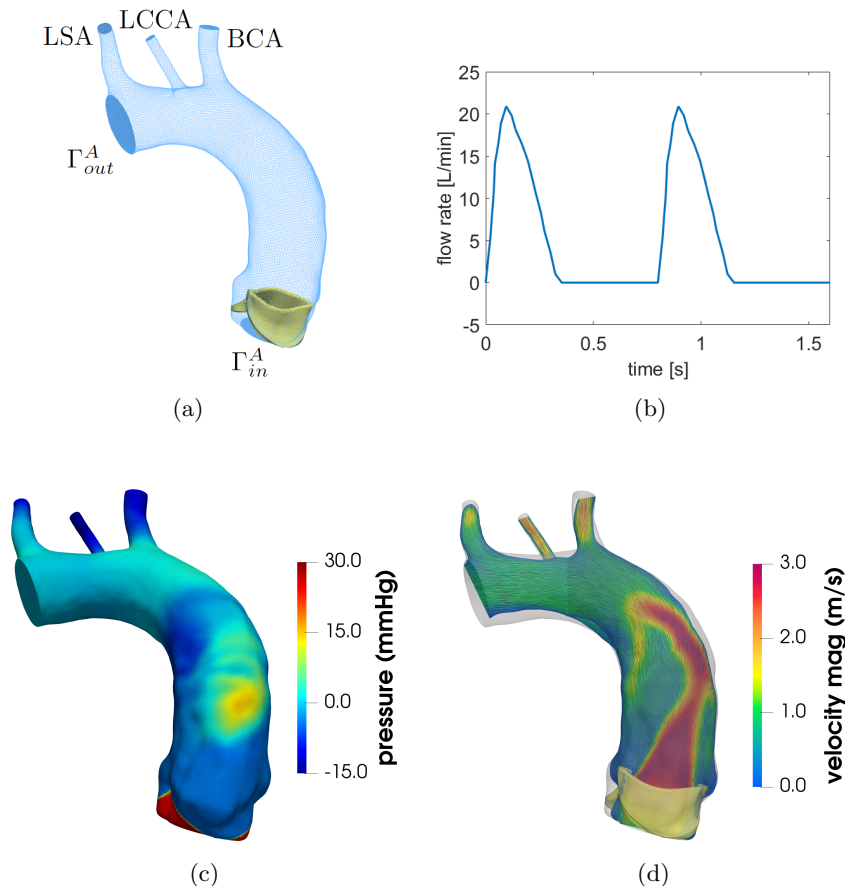 LSA
LCCA
BCA
Γ^A_out
Γ^A_in
(a)
flow rate [L/min]
25
20
15
10
5
0
-5
0
0.5
1
1.5
time [s]
(b)
30.0
15.0
0.0
-15.0
pressure (mmHg)
(c)
3.0
2.0
1.0
0.0
velocity mag (m/s)
(d)